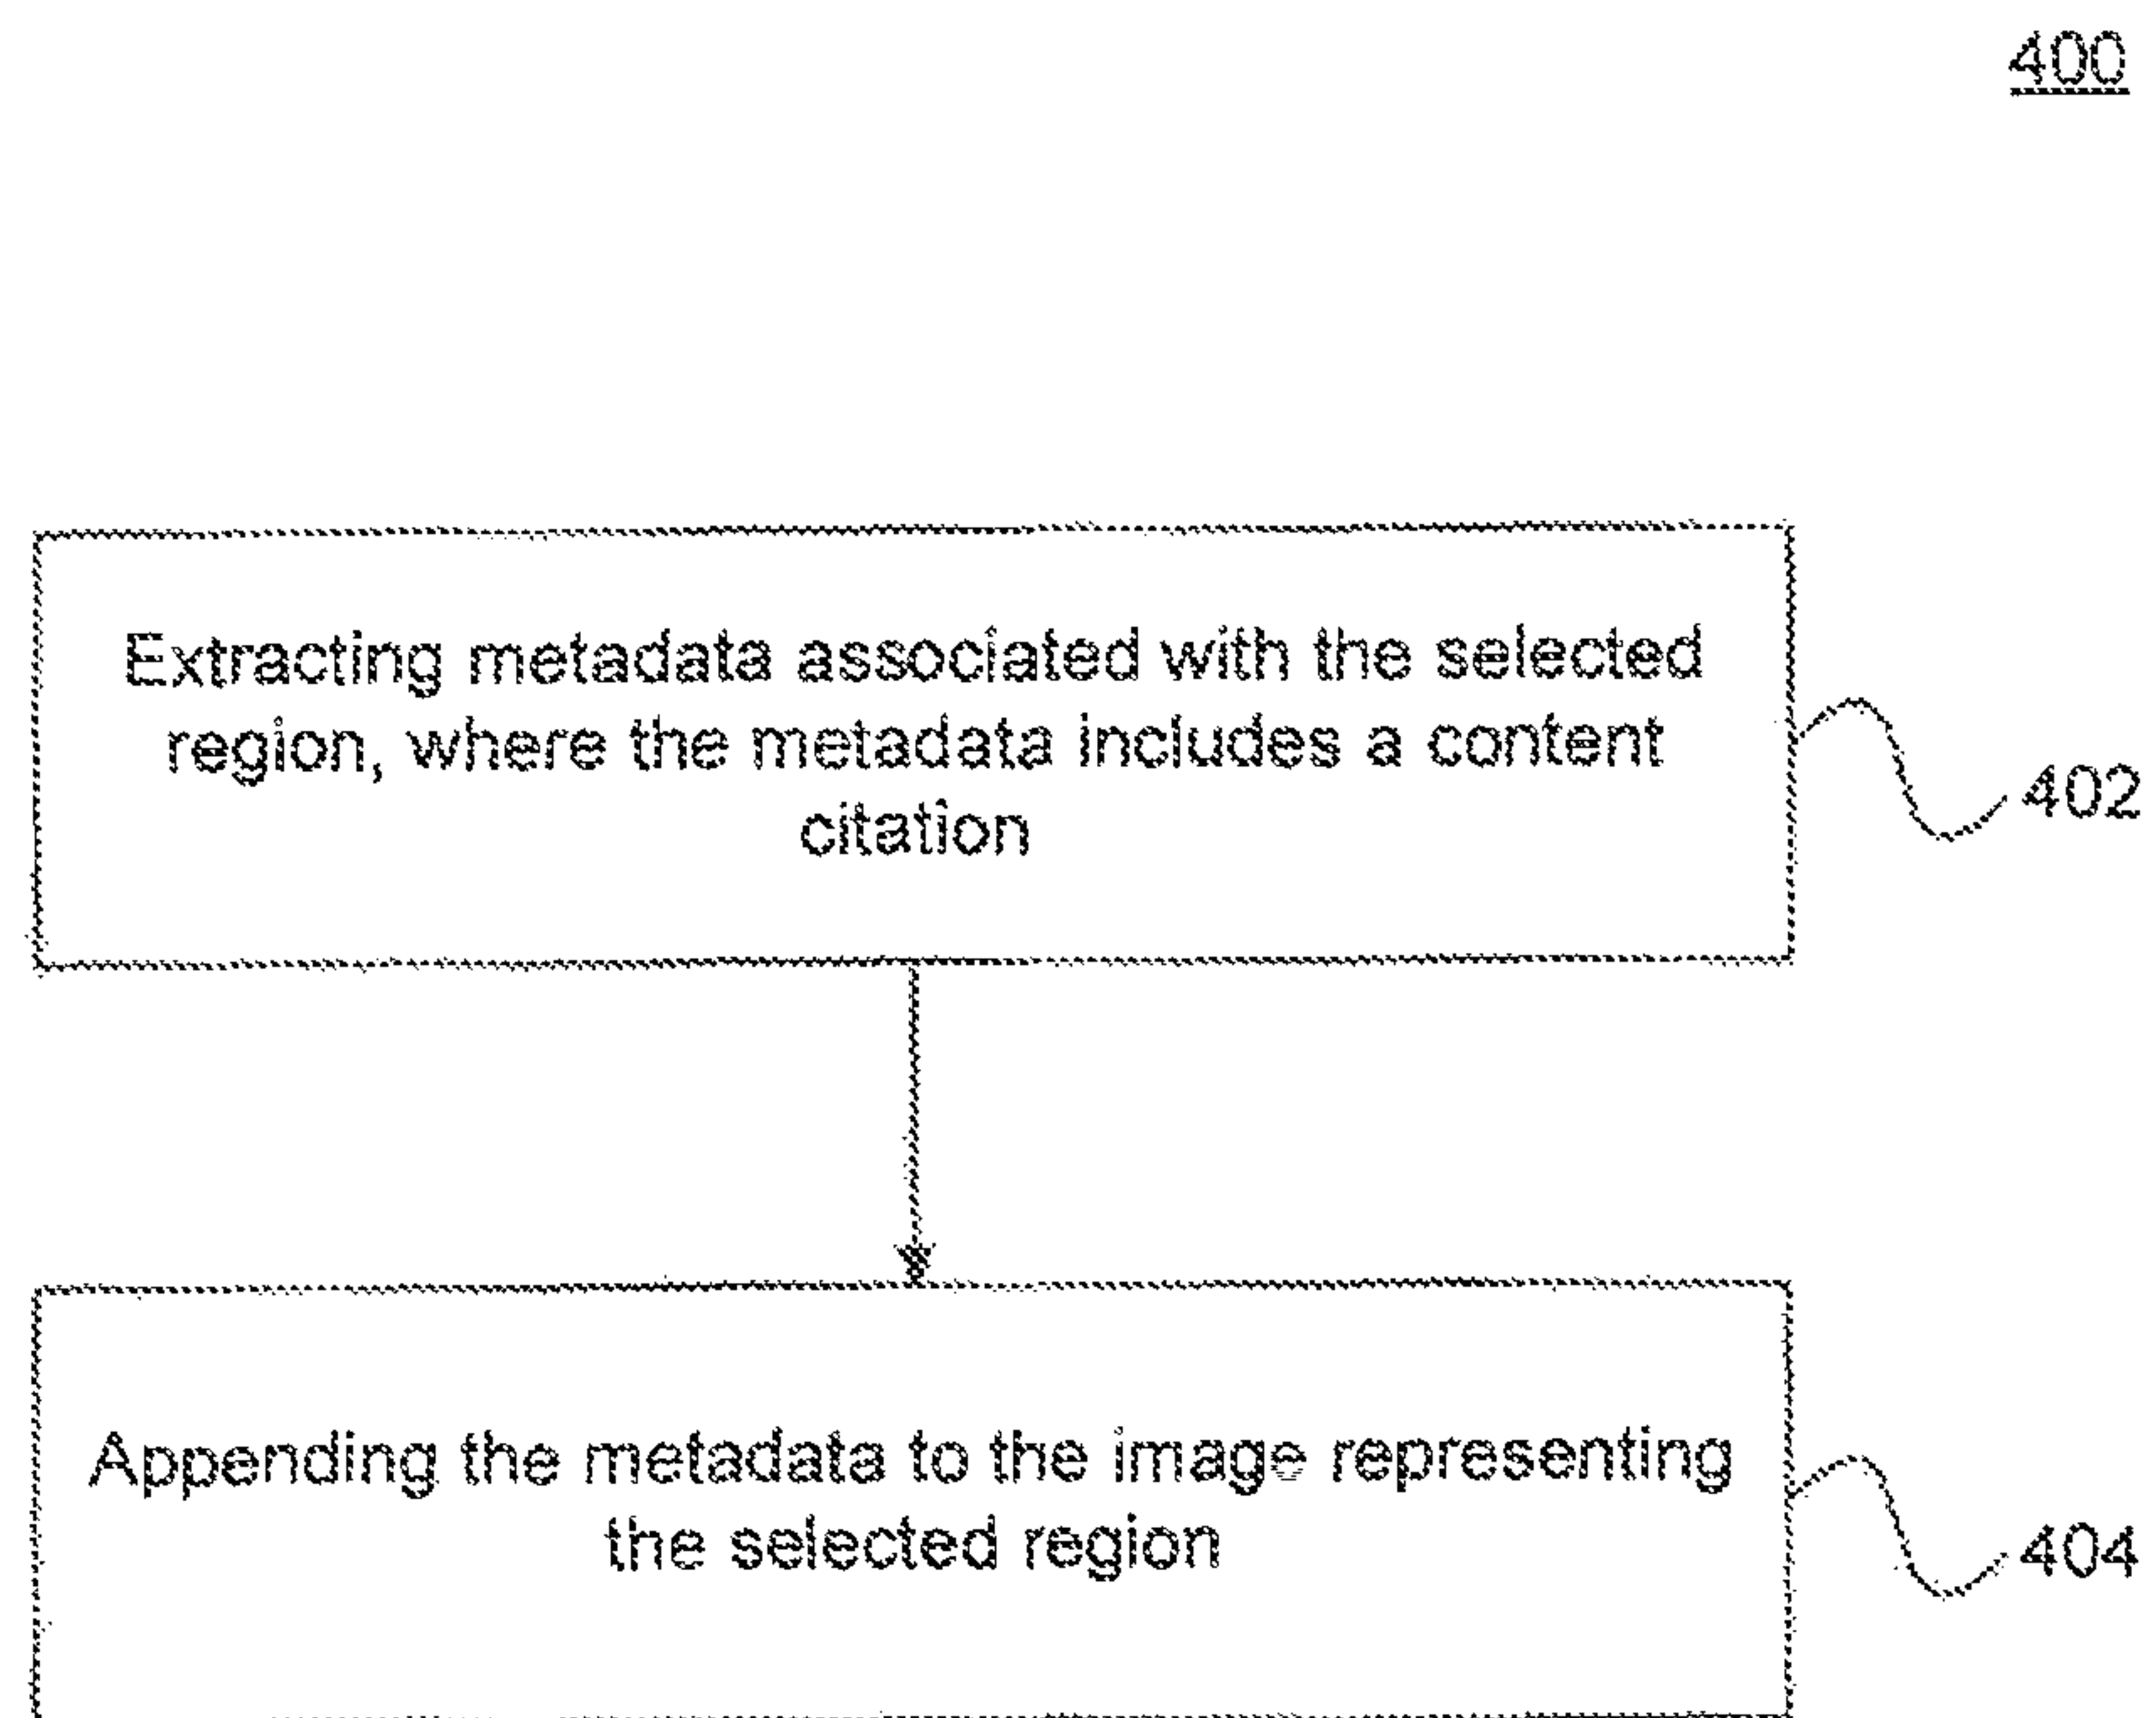 400
Extracting metadata associated with the selected
region, where the metadata includes a content
citation
402
Appending the metadata to the image representing
the selected region
404